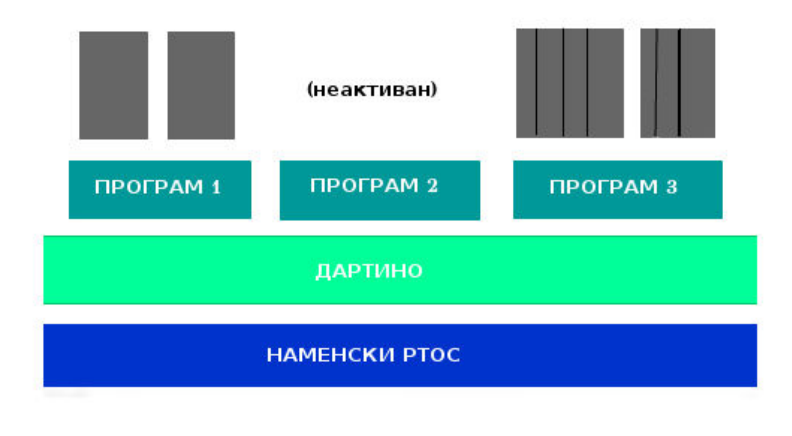 (неактиван)
ПРОГРАМ 1
ПРОГРАМ 2
ПРОГРАМ 3
ДАРТИНО
НАМЕНСКИ РТОС